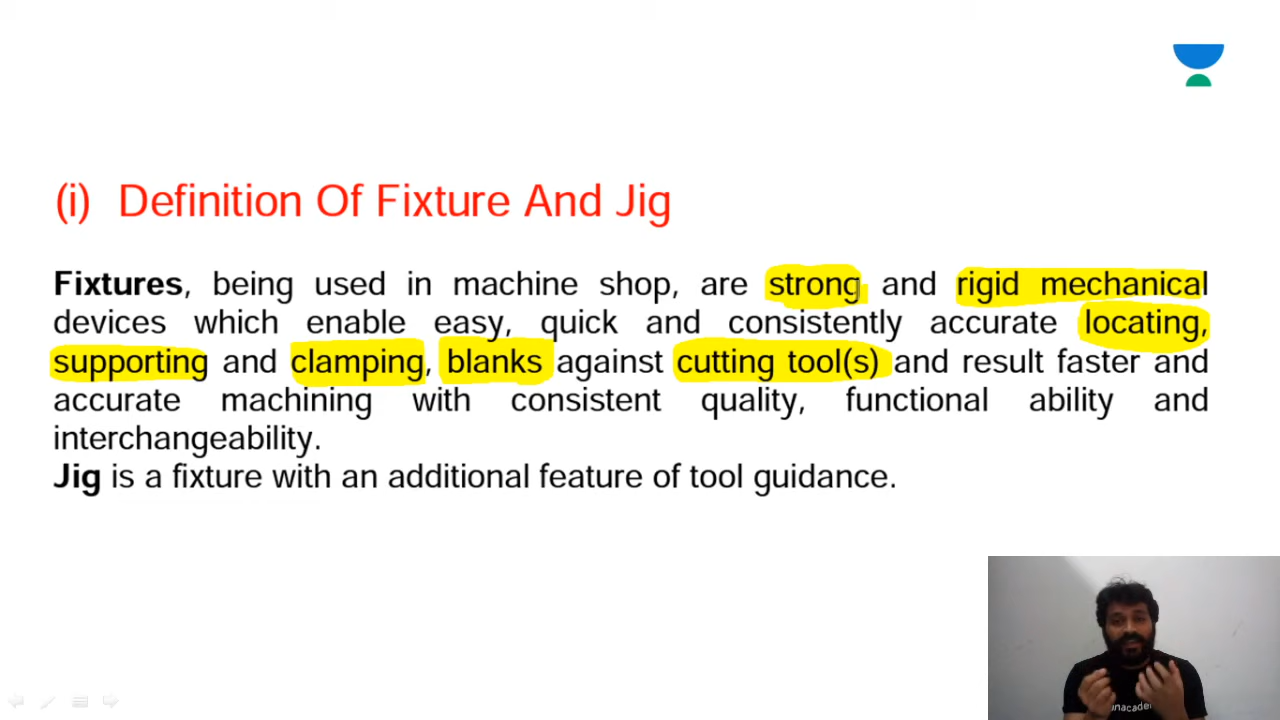 (i) Definition Of Fixture And Jig
Fixtures, being used in machine shop, are strong and rigid mechanical
devices which enable easy, quick and consistently accurate locating,
supporting and clamping, blanks against cutting tool(s) and result faster and
accurate machining with consistent quality, functional ability and
interchangeability.
Jig is a fixture with an additional feature of tool guidance.